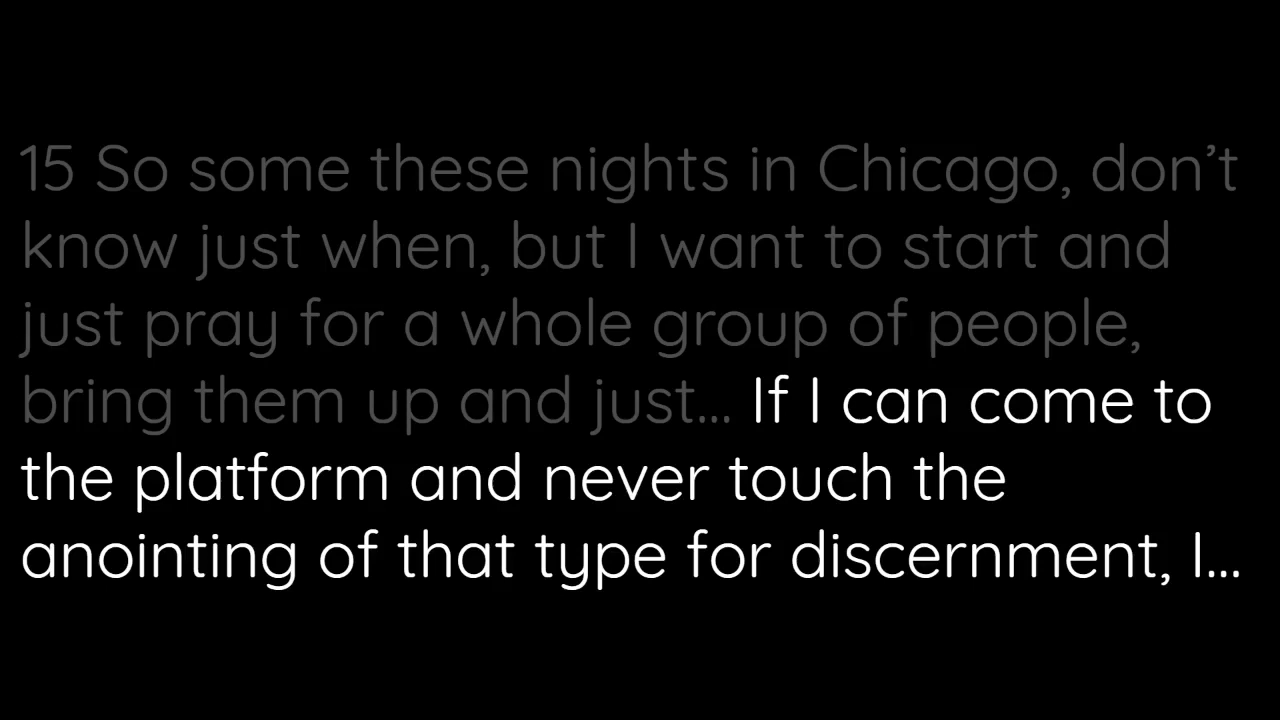 15 So some these nights in Chicago, don’t
know just when, but I want to start and
just pray for a whole group of people,
bring them up and just... If I can come to
the platform and never touch the
anointing of that type for discernment, I...